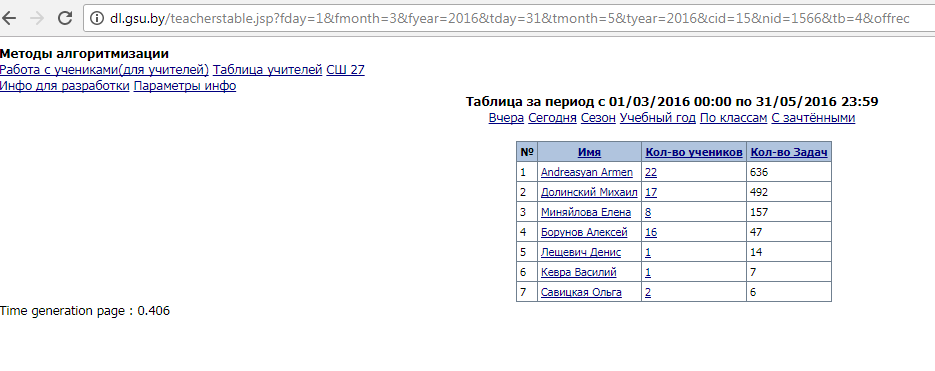 dl.gsu.by/teacherstable.jsp?fday=1&fmonth=3&fyear=2016&tday=31&tmonth=5&tyear=2016&cid=15&nid=1566&tb=4&offrec
Методы алгоритмизации
Работа с учениками(для учителей) Таблица учителей СШ 27
Инфо для разработки Параметры инфо
Таблица за период с 01/03/2016 00:00 по 31/05/2016 23:59
Вчера Сегодня Сезон Учебный год По классам С зачтёнными
№ Имя Кол-во учеников Кол-во Задач
1 Andreasyan Armen 22 636
2 Долинский Михаил 17 492
3 Миняйлова Елена 8 157
4 Борунов Алексей 16 47
5 Лещевич Денис 1 14
6 Кевра Василий 1 7
7 Савицкая Ольга 2 6
Time generation page : 0.406